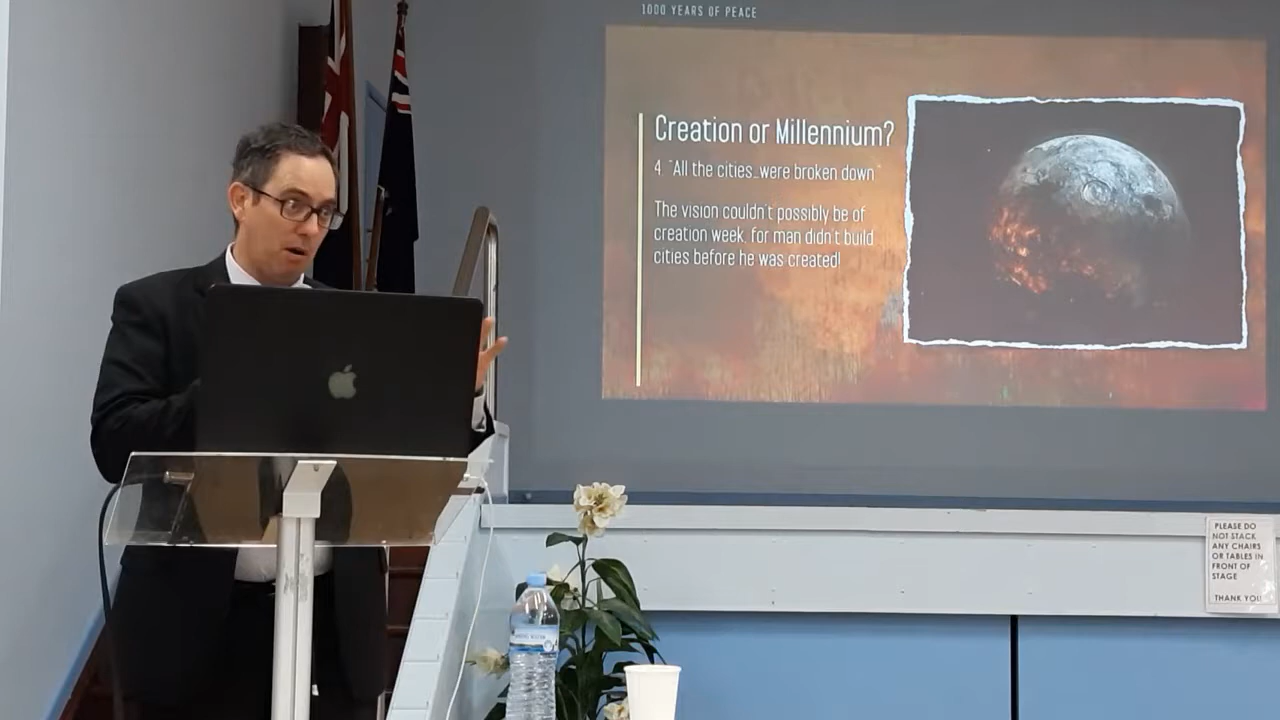 1000 YEARS OF PEACE
Creation or Millennium?
4. "All the cities...were broken down"
The vision couldn't possibly be of
creation week, for man didn't build
cities before he was created!
PLEASE DO
NOT STACK
ANY CHAIRS
OR TABLES IN
FRONT OF
STAGE
THANK YOU